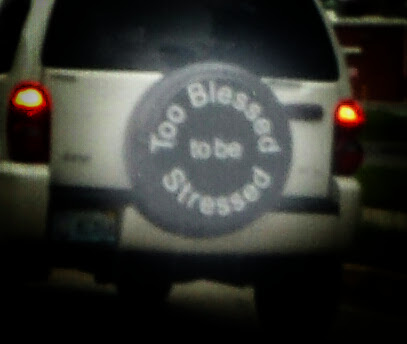 Too Blessed
to be
Stressed